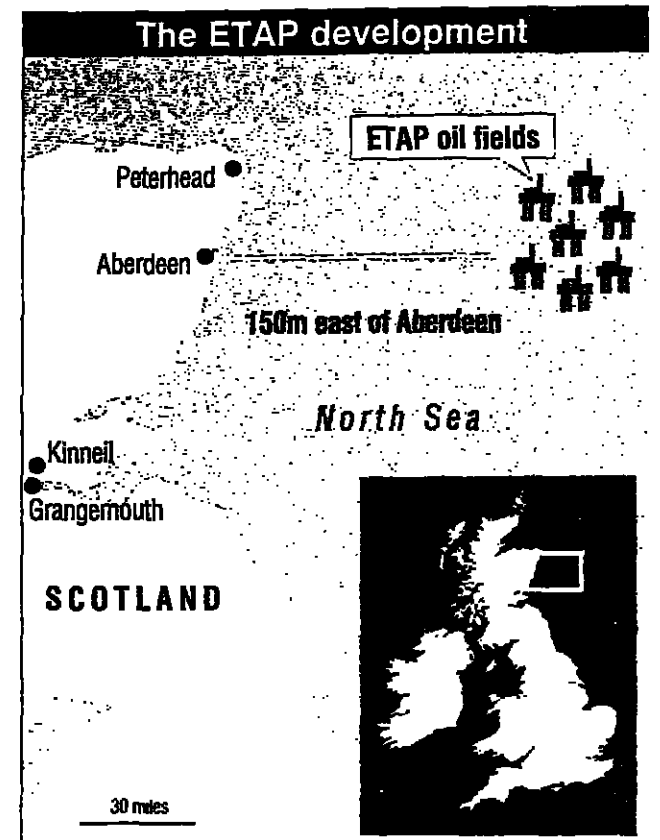 The ETAP development
ETAP oil fields
Peterhead
Aberdeen
150m east of Aberdeen
North Sea
Kinneil
Grangemouth
SCOTLAND
30 miles